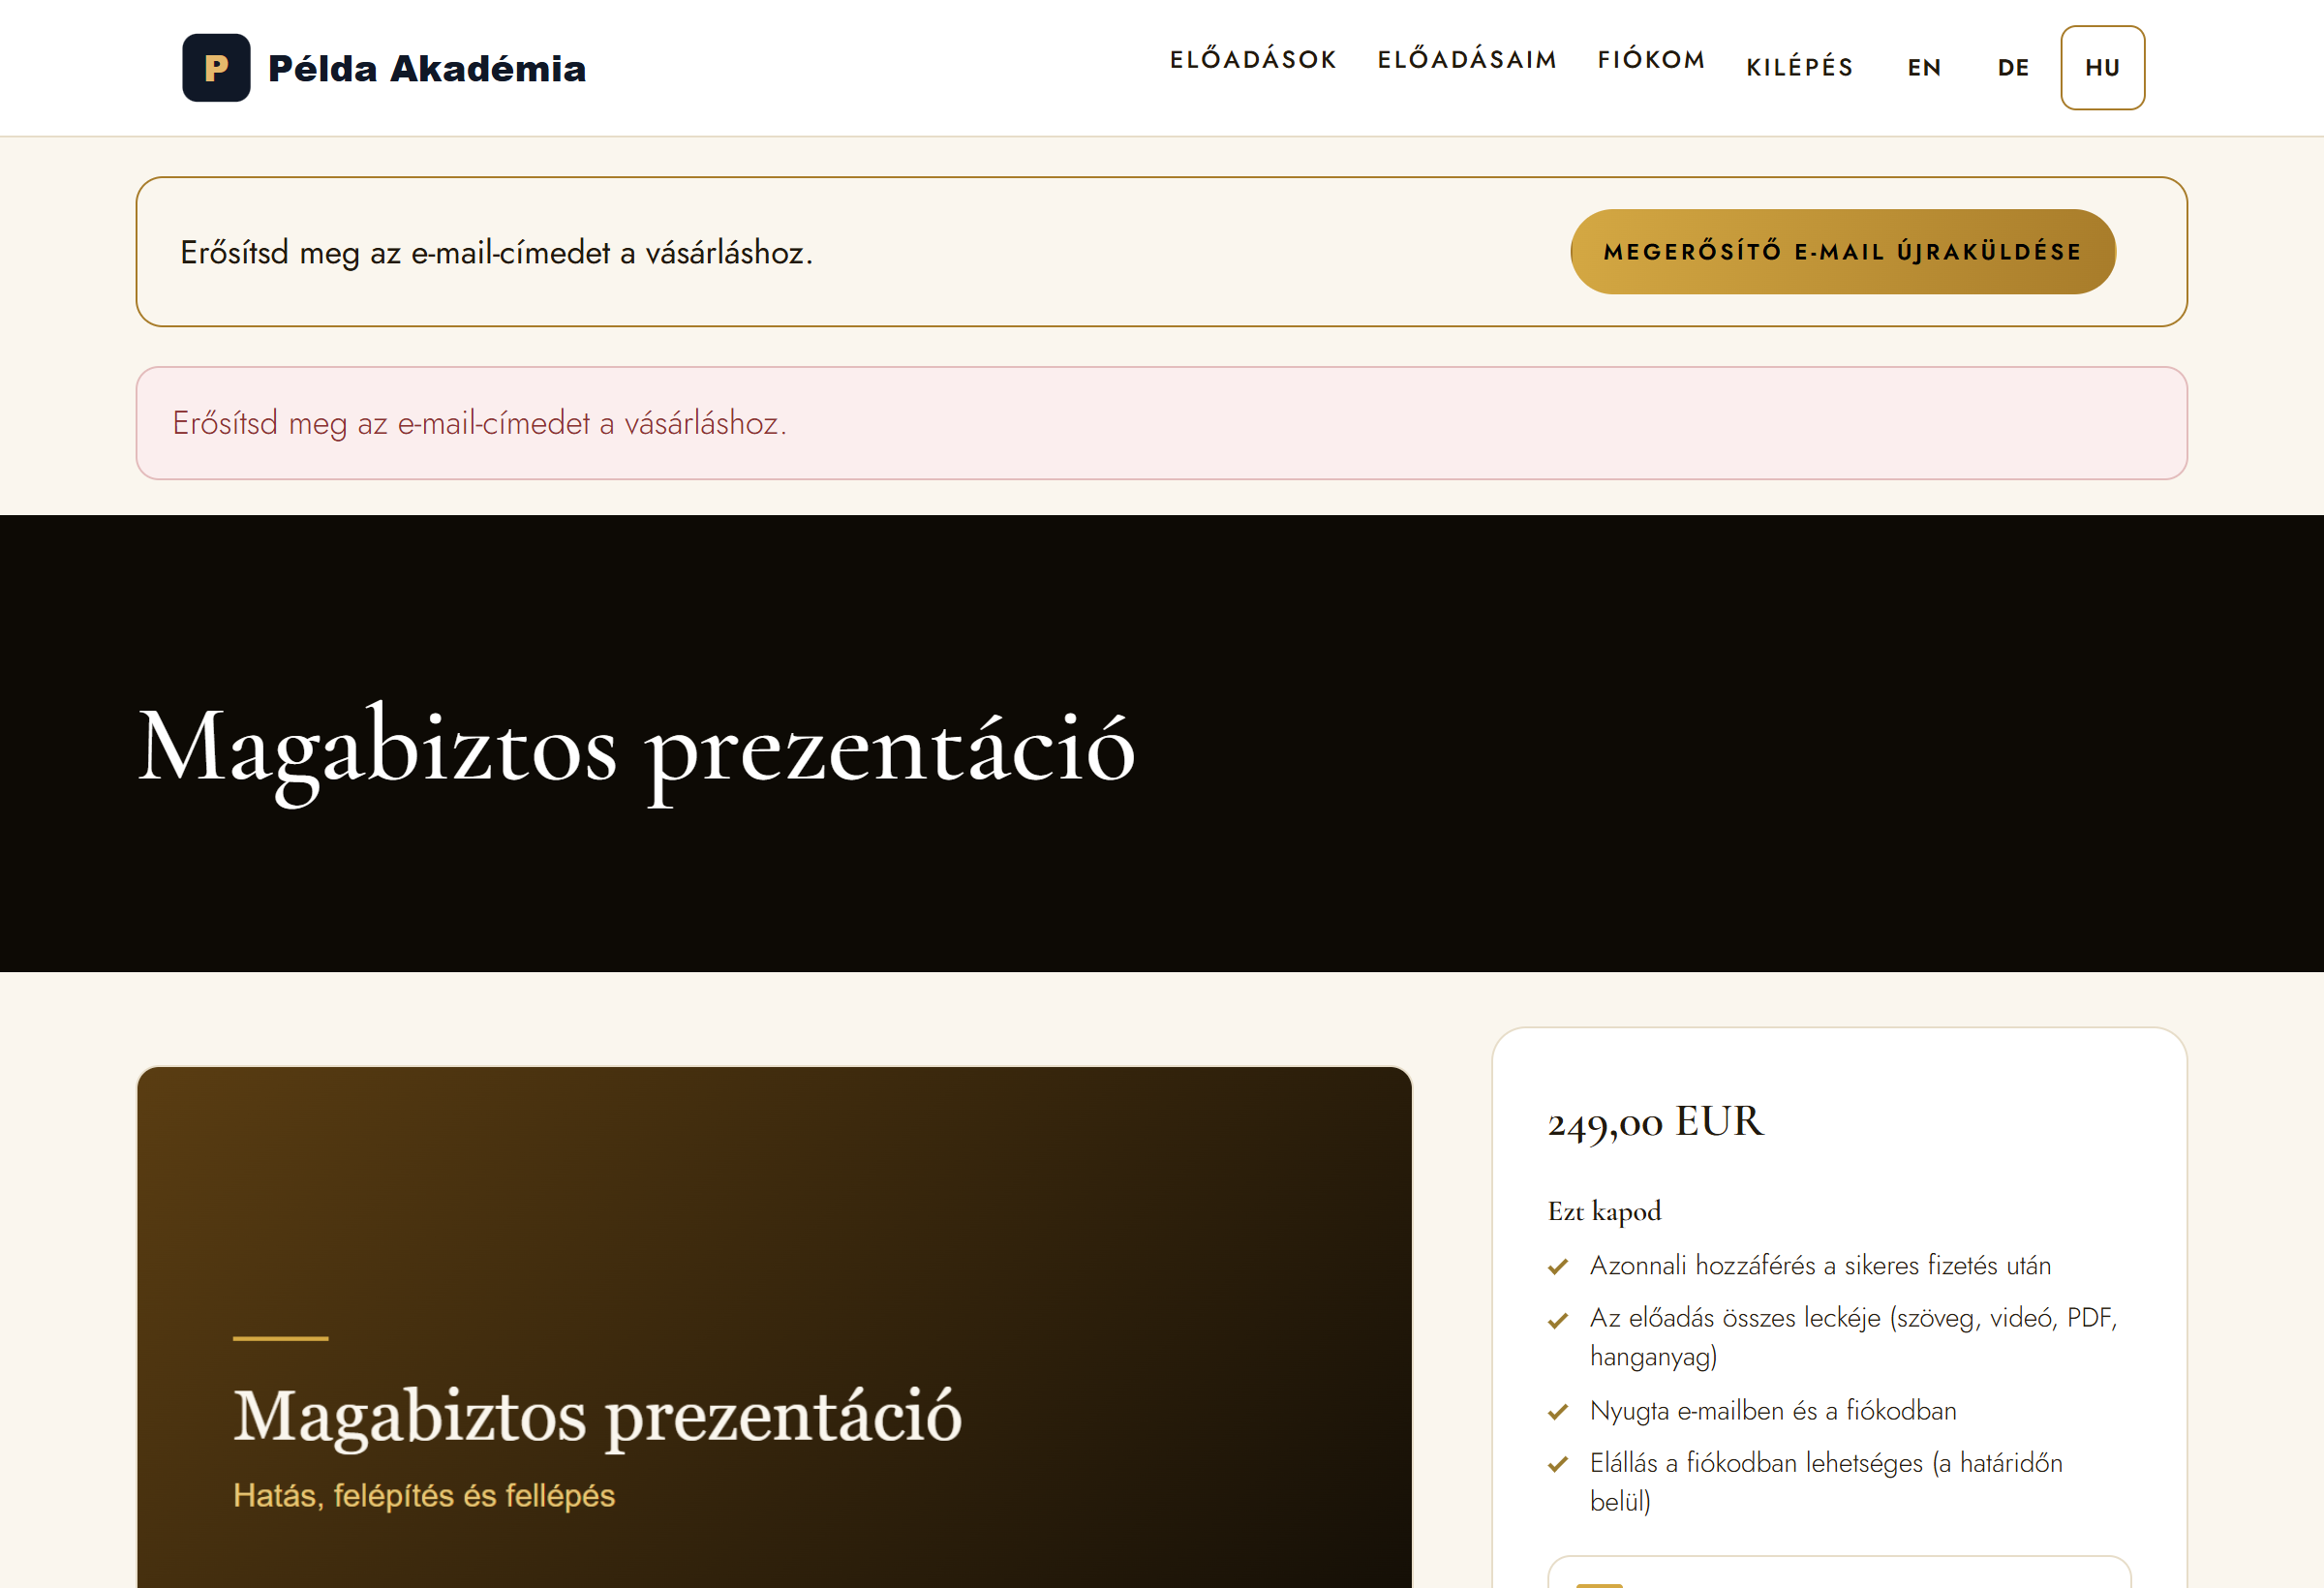 P Példa Akadémia
ELŐADÁSOK ELŐADÁSAIM FIÓKOM KILÉPÉS EN DE HU
Erősítsd meg az e-mail-címedet a vásárláshoz.
MEGERŐSÍTŐ E-MAIL ÚJRAKÜLDÉSE
Erősítsd meg az e-mail-címedet a vásárláshoz.
Magabiztos prezentáció
Magabiztos prezentáció
Hatás, felépítés és fellépés
249,00 EUR
Ezt kapod
Azonnali hozzáférés a sikeres fizetés után
Az előadás összes leckéje (szöveg, videó, PDF,
hanganyag)
Nyugta e-mailben és a fiókodban
Elállás a fiókodban lehetséges (a határidőn
belül)